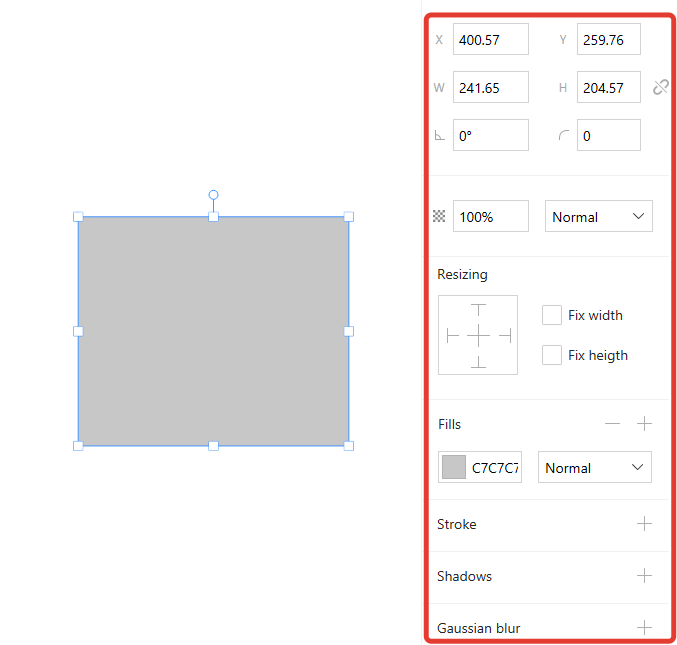 X 400.57 Y 259.76
W 241.65 H 204.57
0° 0
100% Normal
Resizing
Fix width
Fix heigth
Fills
C7C7C7 Normal
Stroke
Shadows
Gaussian blur